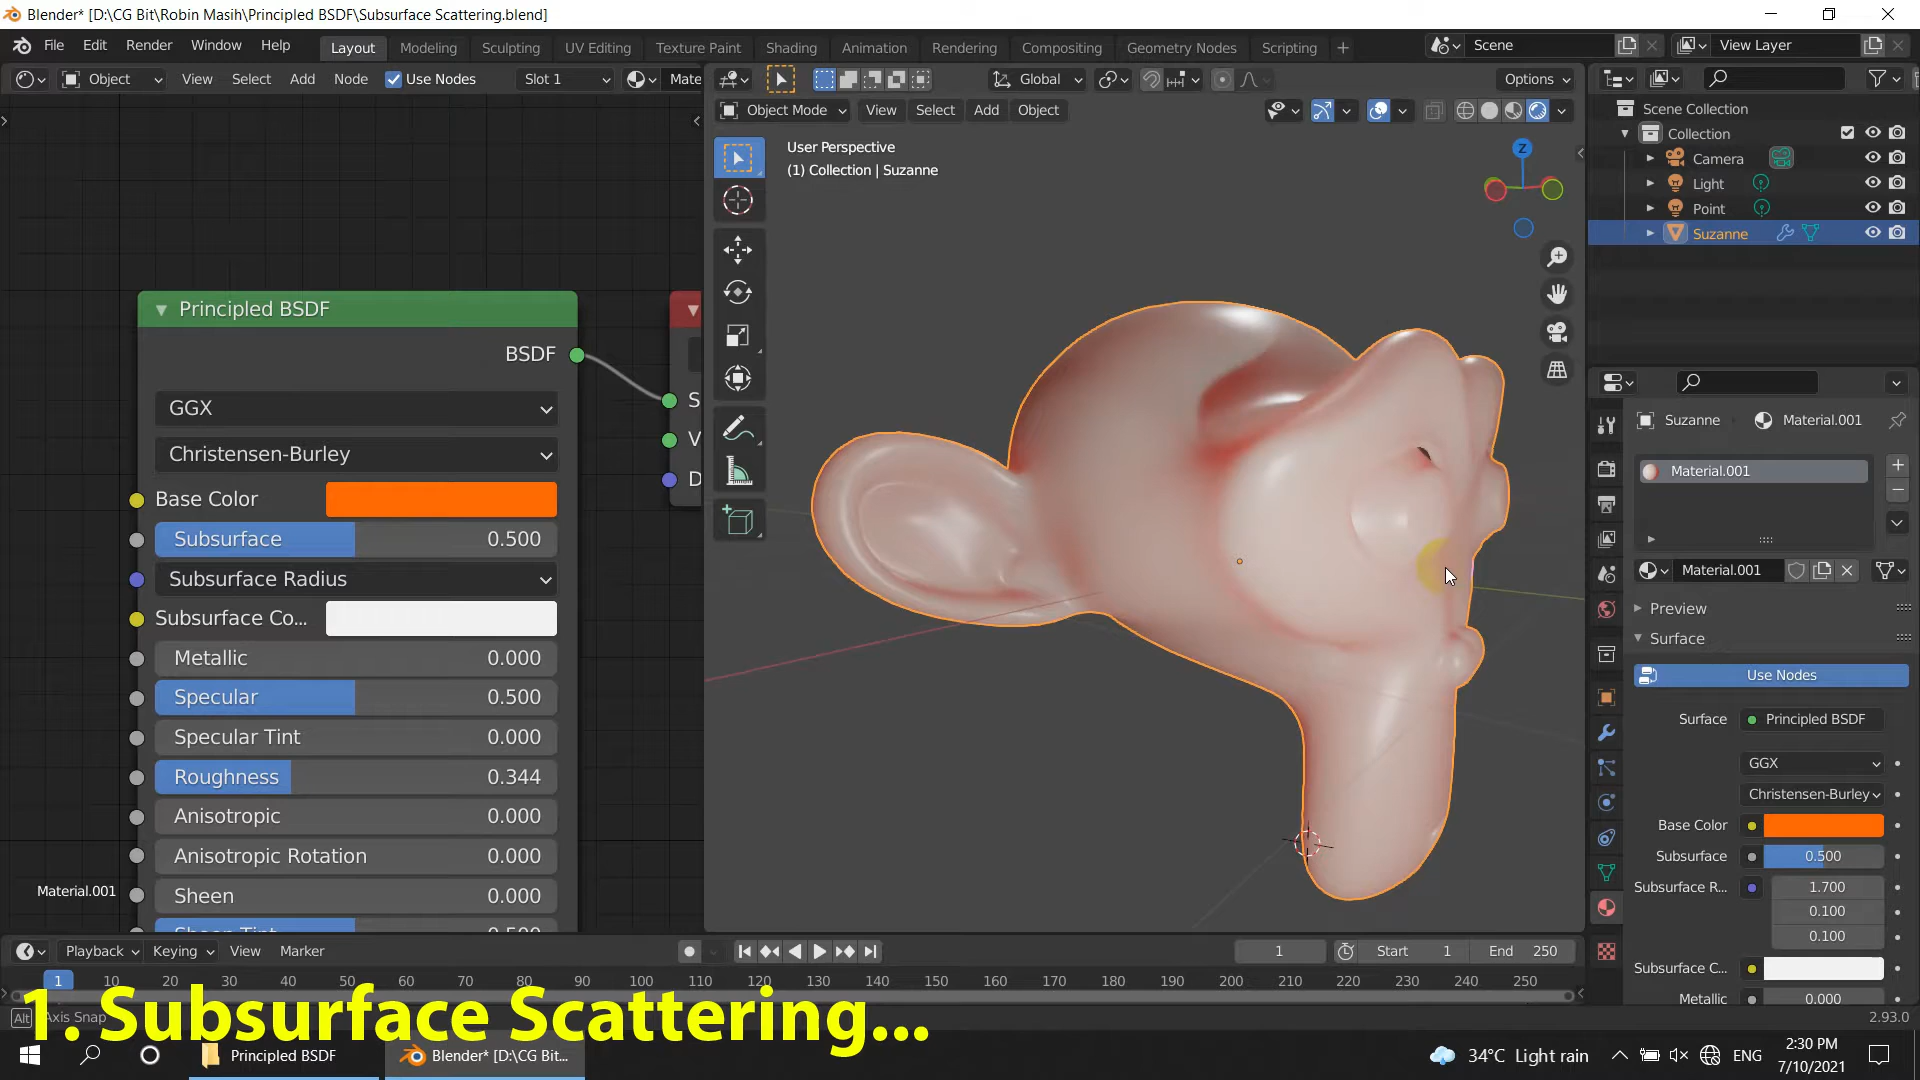 Blender* [D:\CG Bit\Robin Masih\Principled BSDF\Subsurface Scattering.blend]
File Edit Render Window Help Layout Modeling Sculpting UV Editing Texture Paint Shading Animation Rendering Compositing Geometry Nodes Scripting + Scene View Layer
Object View Select Add Node Use Nodes Slot 1 Mate Global Options
Object Mode View Select Add Object
User Perspective
(1) Collection | Suzanne
Z
Scene Collection
Collection
Camera
Light
Point
Suzanne
Principled BSDF
BSDF
GGX
Christensen-Burley
Base Color
Subsurface 0.500
Subsurface Radius
Subsurface Co...
Metallic 0.000
Specular 0.500
Specular Tint 0.000
Roughness 0.344
Anisotropic 0.000
Anisotropic Rotation 0.000
Sheen 0.000
Sheen Tint 0.500
Material.001
S
V
D
Suzanne Material.001
Material.001
Material.001
Preview
Surface
Use Nodes
Surface Principled BSDF
GGX
Christensen-Burley
Base Color
Subsurface 0.500
Subsurface R... 1.700
0.100
0.100
Subsurface C...
Metallic 0.000
Playback Keying View Marker 1 Start 1 End 250
1 10 20 30 40 50 60 70 80 90 100 110 120 130 140 150 160 170 180 190 200 210 220 230 240 250
1. Subsurface Scattering...
Alt Axis Snap
2.93.0
Principled BSDF Blender* [D:\CG Bit... 34°C Light rain ENG 2:30 PM
7/10/2021